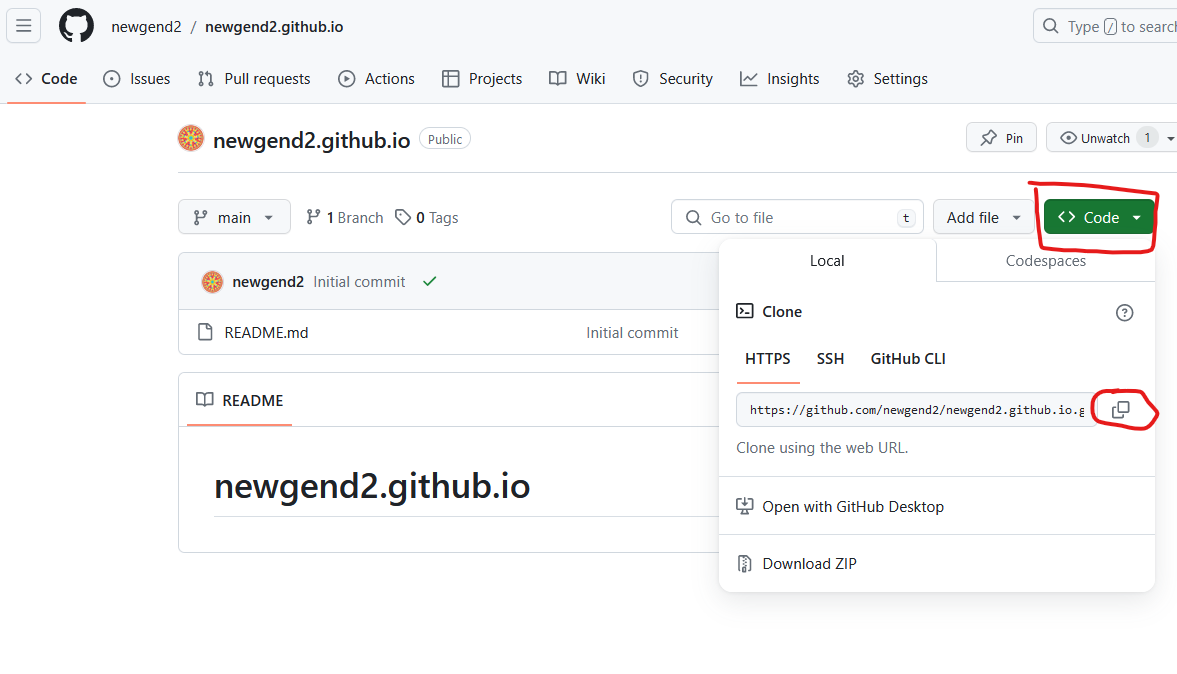 newgend2 / newgend2.github.io
Type / to search
Code Issues Pull requests Actions Projects Wiki Security Insights Settings
newgend2.github.io Public
Pin Unwatch 1
main 1 Branch 0 Tags
Go to file t Add file Code
Local Codespaces
newgend2 Initial commit
Clone
README.md Initial commit
HTTPS SSH GitHub CLI
README
https://github.com/newgend2/newgend2.github.io.g
Clone using the web URL.
newgend2.github.io
Open with GitHub Desktop
Download ZIP